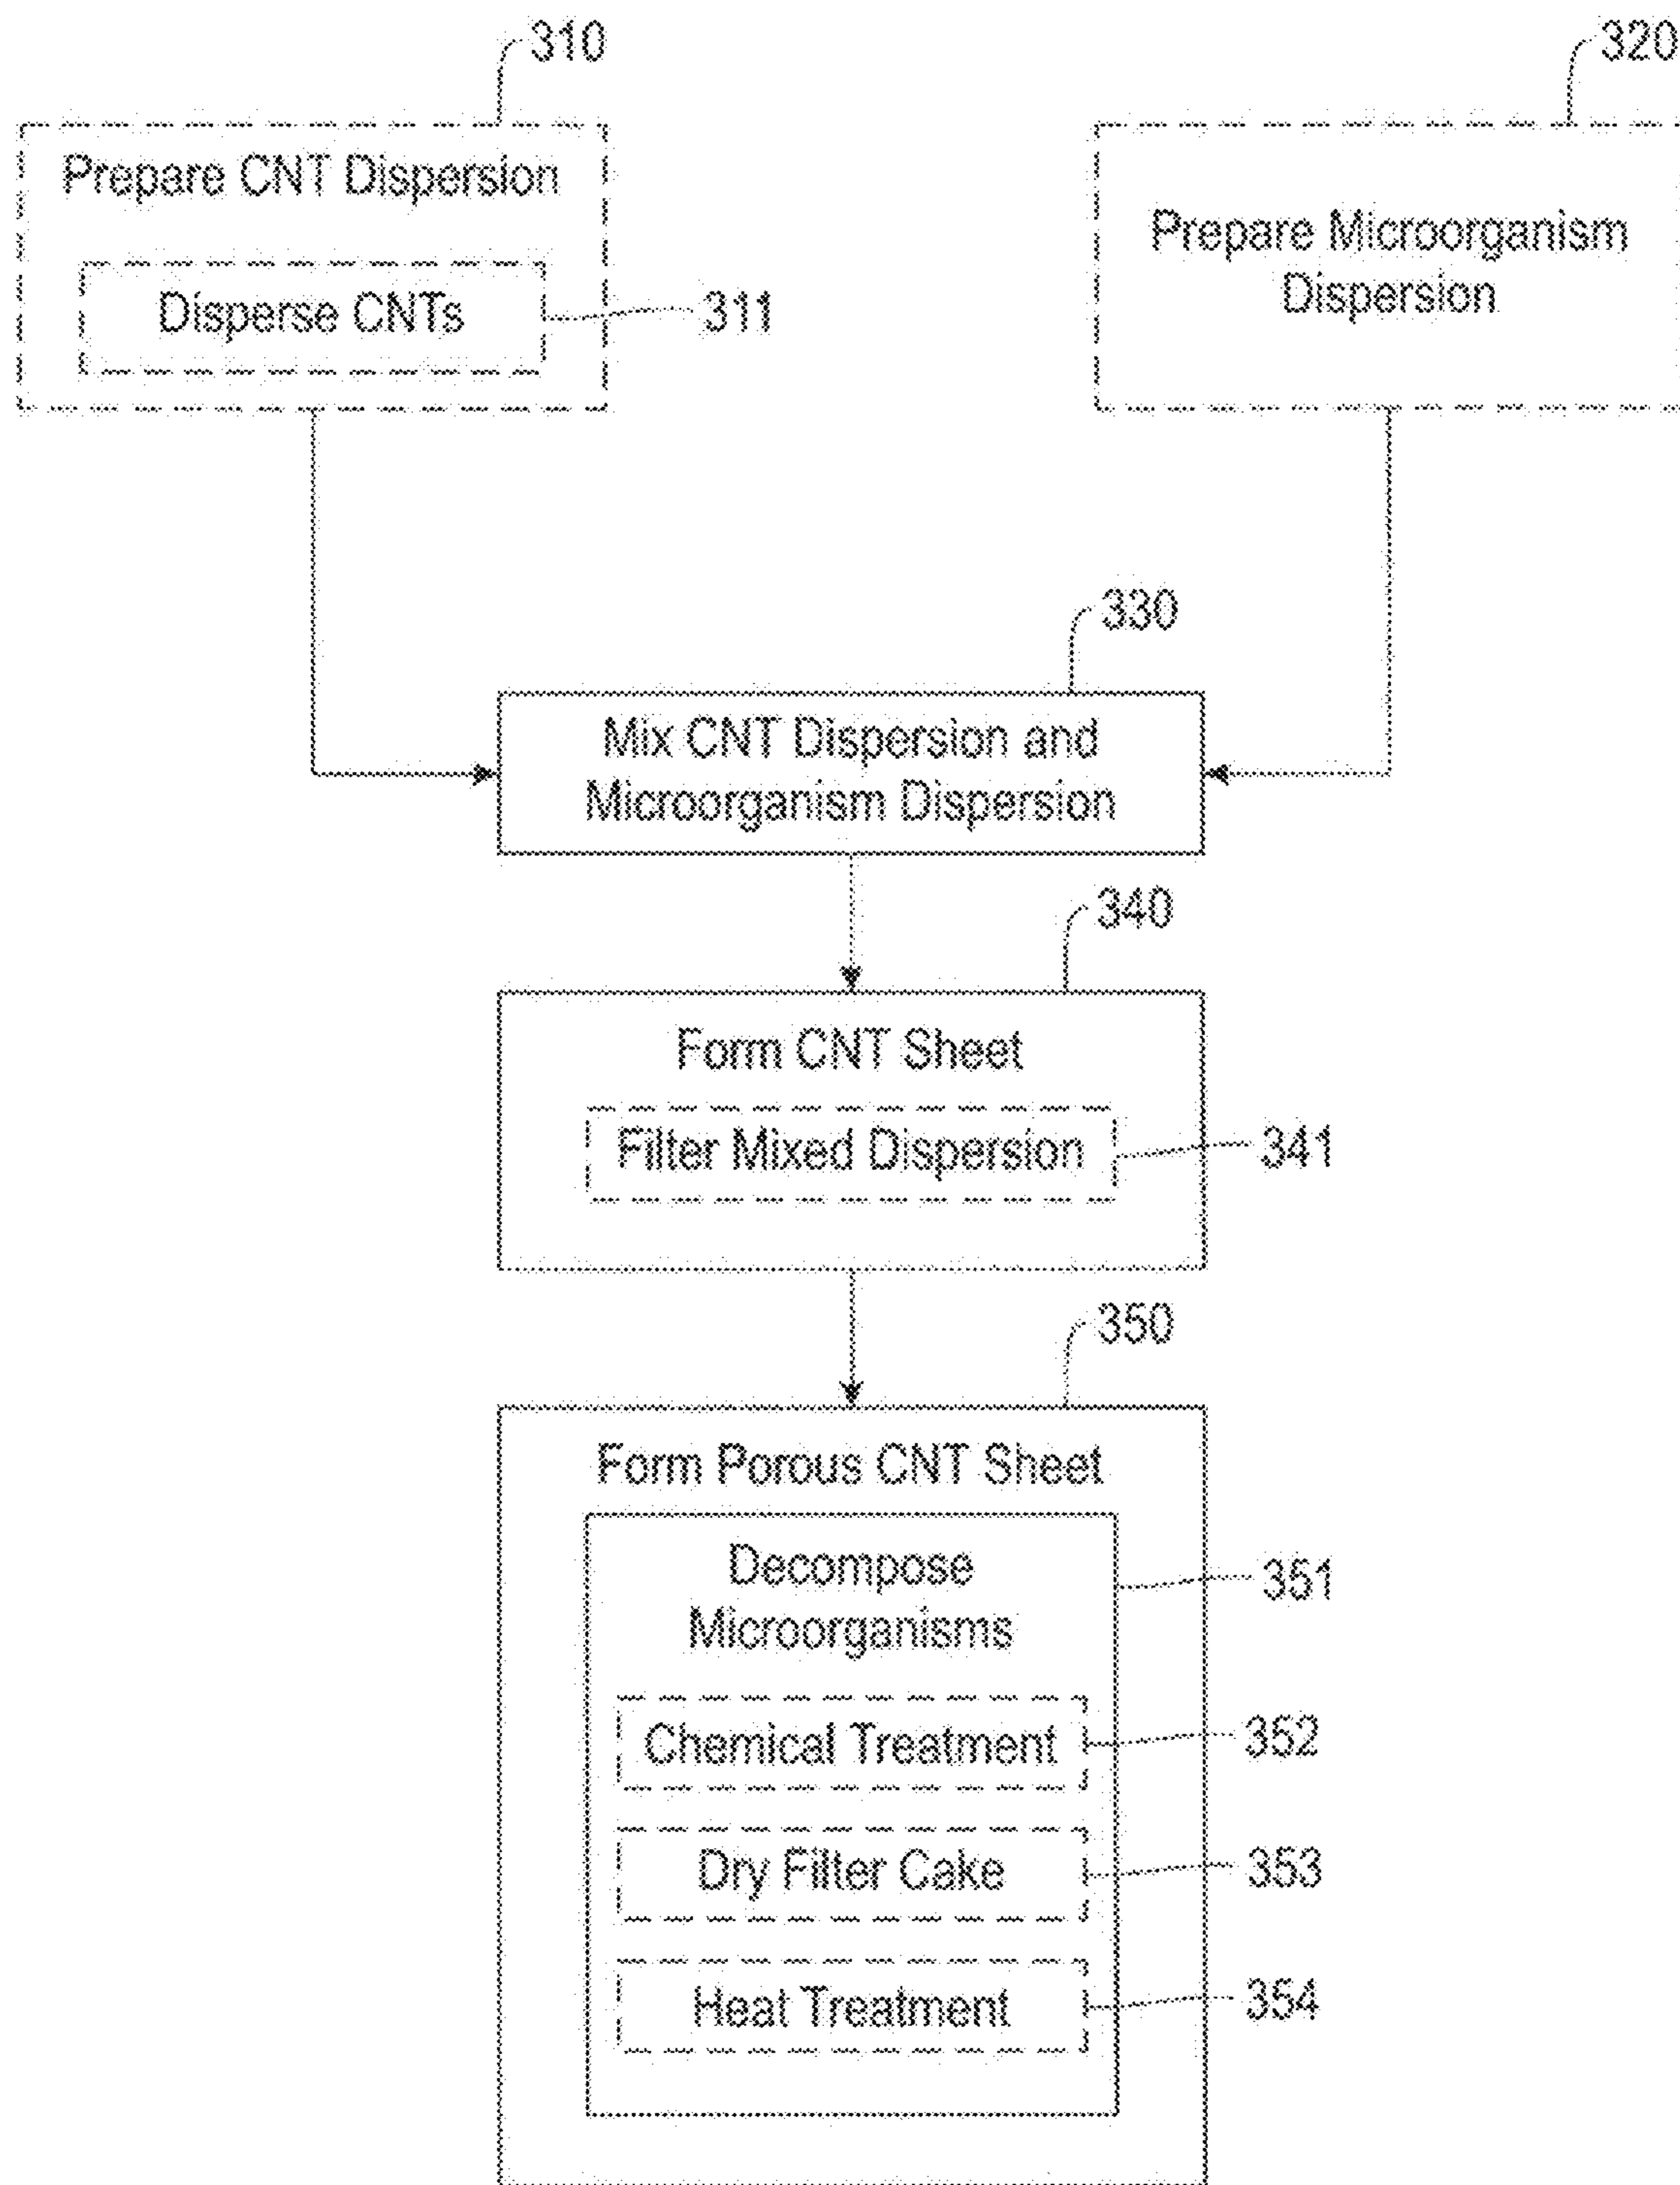 310
Prepare CNT Dispersion
Disperse CNTs
311
320
Prepare Microorganism
Dispersion
330
Mix CNT Dispersion and
Microorganism Dispersion
340
Form CNT Sheet
Filter Mixed Dispersion
341
350
Form Porous CNT Sheet
Decompose
Microorganisms
351
Chemical Treatment
352
Dry Filter Cake
353
Heat Treatment
354